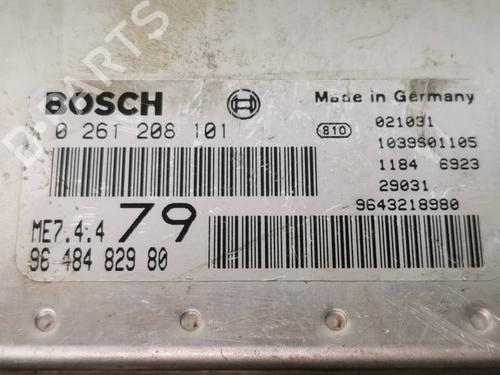 B-PARTS
BOSCH
Made in Germany
0 261 208 101
810
021031
1039S01105
1184 6923
29031
9643218980
ME7.4.4 79
96 484 829 80